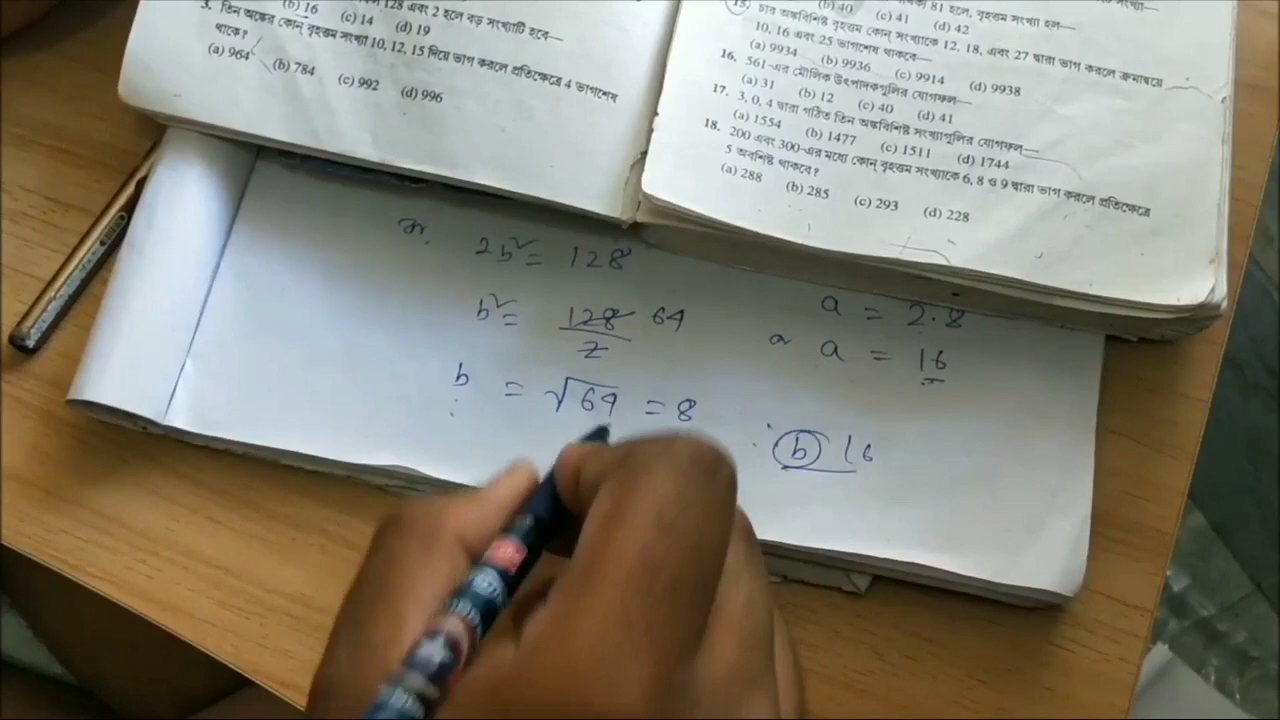 128 এবং 2 হলে বড় সংখ্যাটি হবে—
(b) 16 (c) 14 (d) 19
3. তিন অঙ্কের কোন্ বৃহত্তম সংখ্যা 10, 12, 15 দিয়ে ভাগ করলে প্রতিক্ষেত্রে 4 ভাগশেষ
থাকে?
(a) 964 (b) 784 (c) 992 (d) 996
81 হলে, বৃহত্তম সংখ্যা হল—
(b) 40 (c) 41 (d) 42
15) চার অঙ্কবিশিষ্ট বৃহত্তম কোন্ সংখ্যাকে 12, 18, এবং 27 দ্বারা ভাগ করলে ক্রমান্বয়ে
10, 16 এবং 25 ভাগশেষ থাকবে—
(a) 9934 (b) 9936 (c) 9914 (d) 9938
16. 561-এর মৌলিক উৎপাদকগুলির যোগফল—
(a) 31 (b) 12 (c) 40 (d) 41
17. 3, 0, 4 দ্বারা গঠিত তিন অঙ্কবিশিষ্ট সংখ্যাগুলির যোগফল—
(a) 1554 (b) 1477 (c) 1511 (d) 1744
18. 200 এবং 300-এর মধ্যে কোন্ বৃহত্তম সংখ্যাকে 6, 8 ও 9 দ্বারা ভাগ করলে প্রতিক্ষেত্রে
5 অবশিষ্ট থাকবে?
(a) 288 (b) 285 (c) 293 (d) 228
2b² = 128
b² = 128/2 64
b = √64 = 8
a = 2.8
a = 16
∴ (b) 16